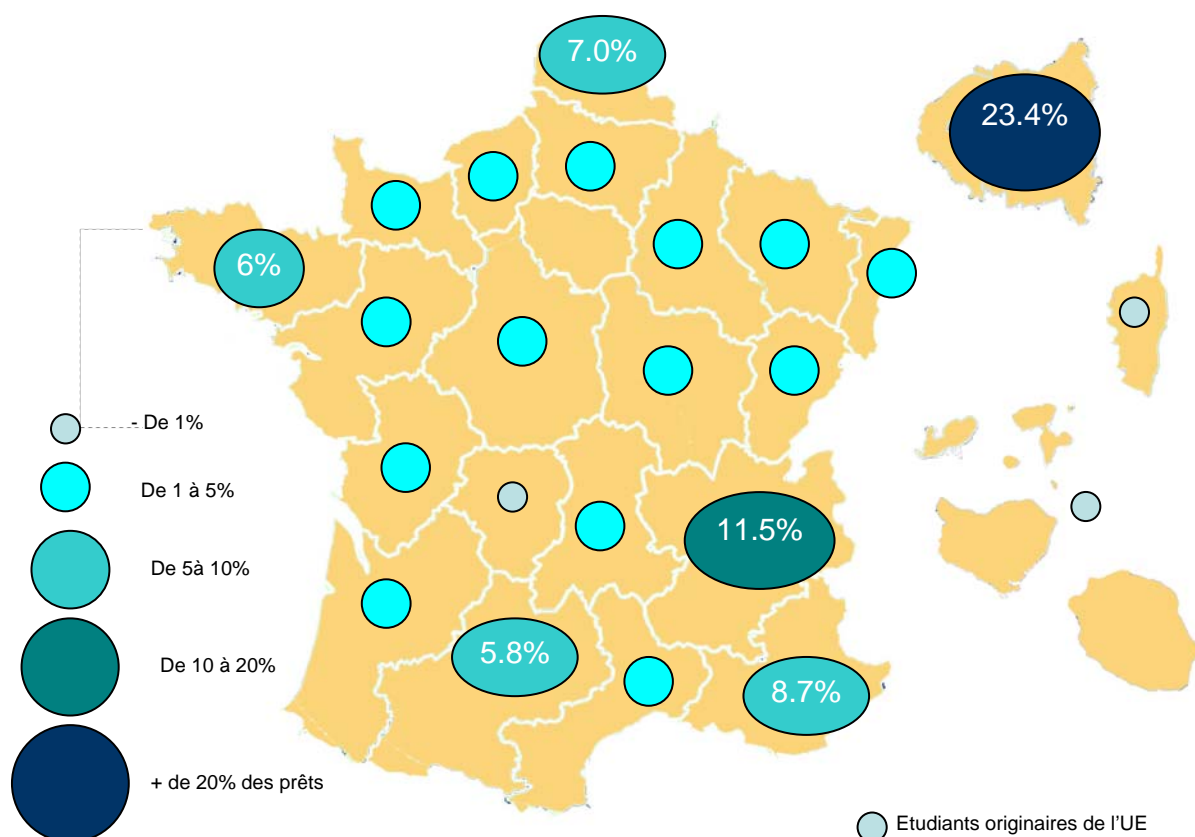 7.0%
23.4%
6%
- De 1%
De 1 à 5%
11.5%
De 5à 10%
5.8%
De 10 à 20%
8.7%
+ de 20% des prêts
Etudiants originaires de l'UE